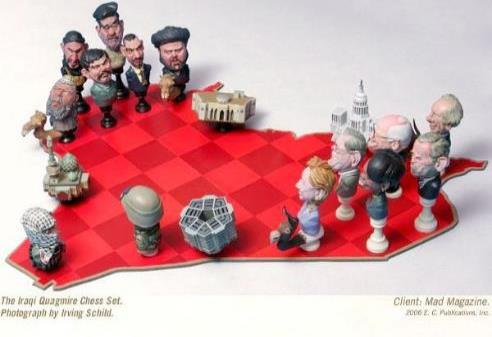 The Iraqi Quagmire Chess Set.
Photograph by Irving Schild.
Client: Mad Magazine.
2006 E. C. Publications, Inc.